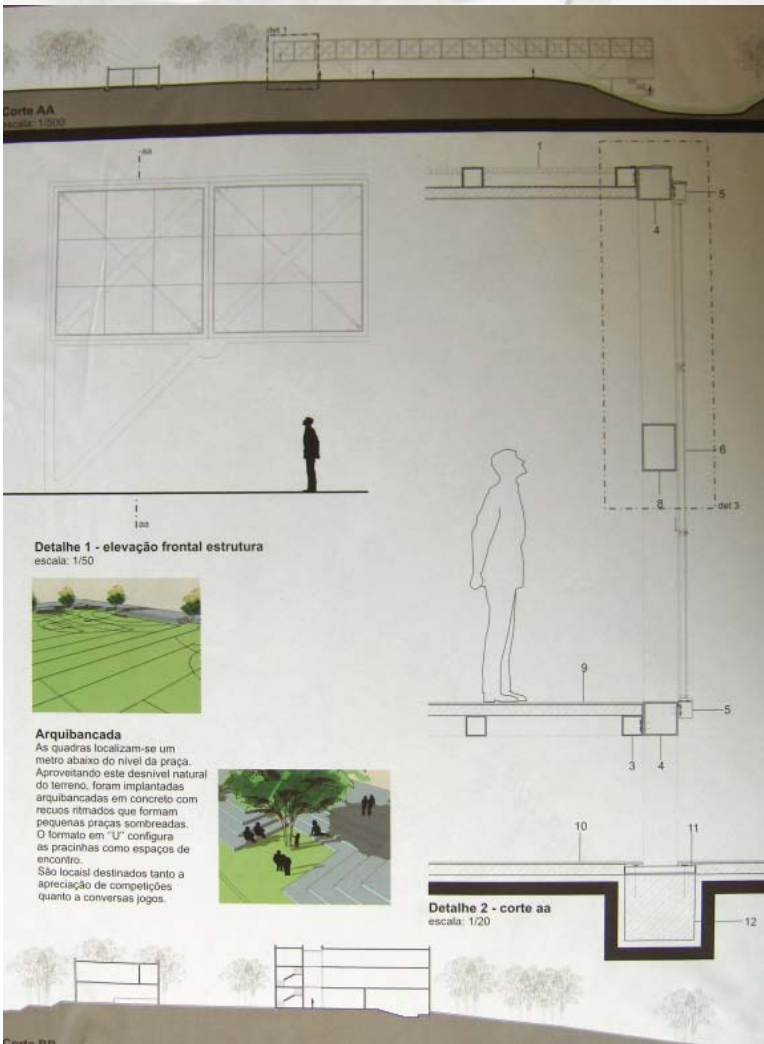 det 1
Corte AA
escala: 1/500
aa
1
5
4
6
8
det 3
aa
Detalhe 1 - elevação frontal estrutura
escala: 1/50
9
5
3
4
Arquibancada
As quadras localizam-se um
metro abaixo do nível da praça.
Aproveitando este desnível natural
do terreno, foram implantadas
arquibancadas em concreto com
recuos ritmados que formam
pequenas praças sombreadas.
O formato em "U" configura
as pracinhas como espaços de
encontro.
São locaisl destinados tanto a
apreciação de competições
quanto a conversas jogos.
10
11
Detalhe 2 - corte aa
escala: 1/20
12
Corte BB